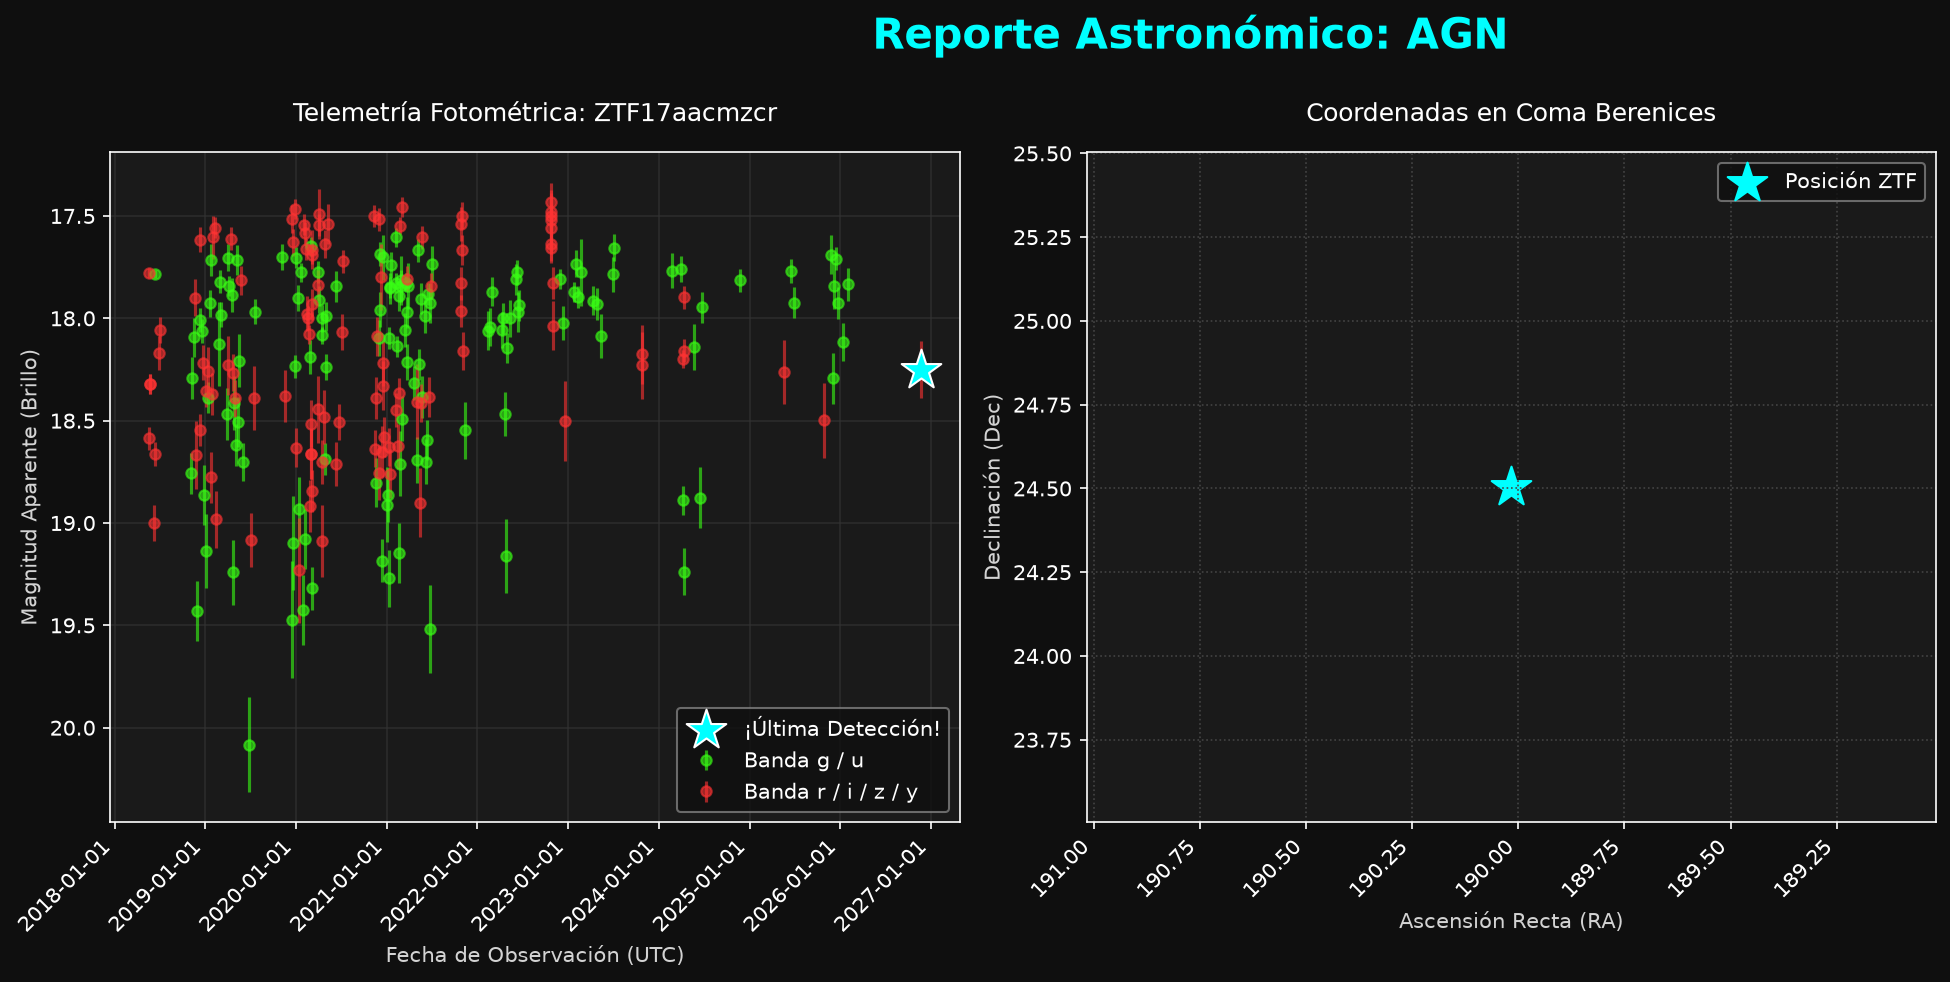 Reporte Astronómico: AGN
Telemetría Fotométrica: ZTF17aacmzcr
Magnitud Aparente (Brillo)
17.5
18.0
18.5
19.0
19.5
20.0
¡Última Detección!
Banda g / u
Banda r / i / z / y
2018-01-01
2019-01-01
2020-01-01
2021-01-01
2022-01-01
2023-01-01
2024-01-01
2025-01-01
2026-01-01
2027-01-01
Fecha de Observación (UTC)
Coordenadas en Coma Berenices
Declinación (Dec)
25.50
25.25
25.00
24.75
24.50
24.25
24.00
23.75
Posición ZTF
191.00
190.75
190.50
190.25
190.00
189.75
189.50
189.25
Ascensión Recta (RA)